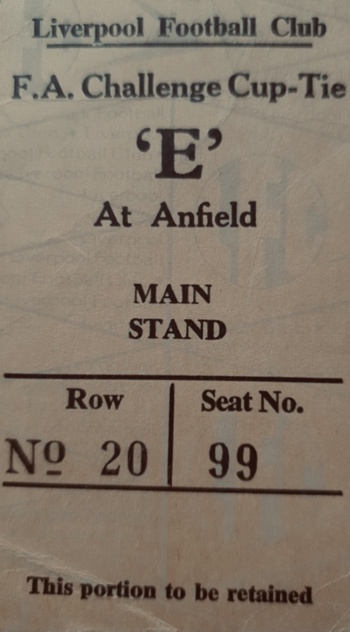 Liverpool Football Club
F.A. Challenge Cup-Tie
‘E’
At Anfield
MAIN
STAND
Row Seat No.
Nº 20 99
This portion to be retained